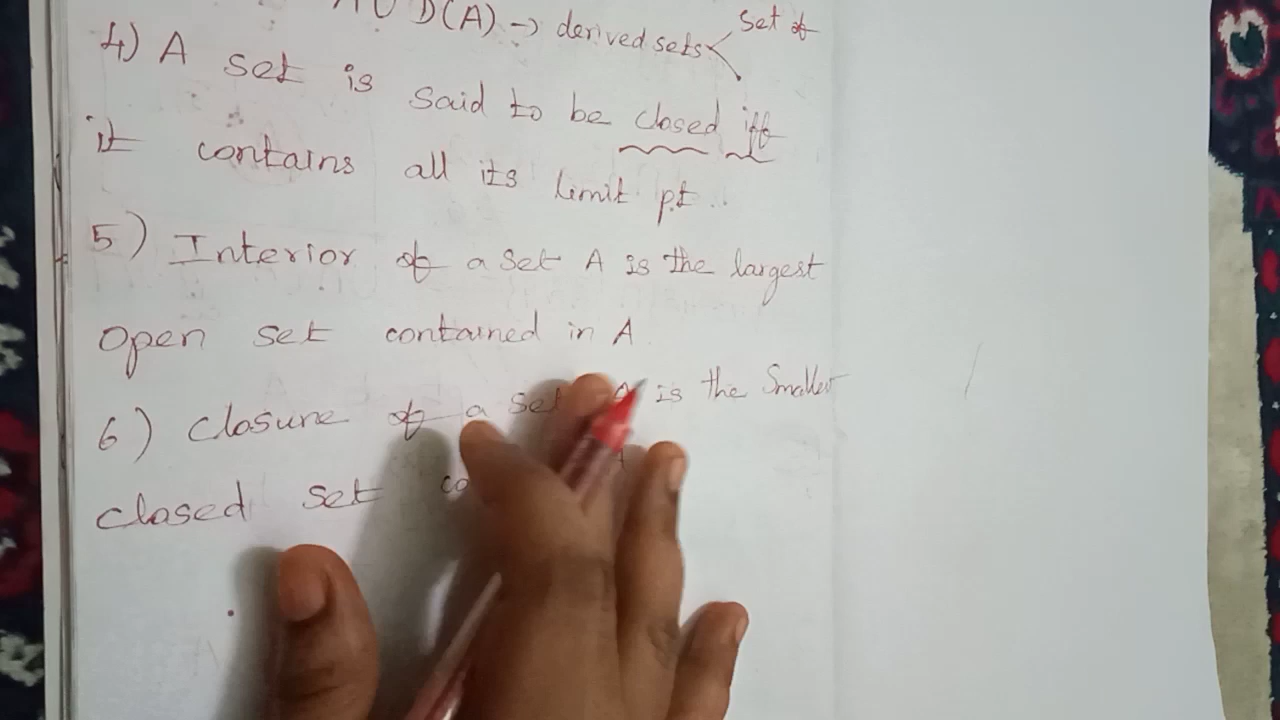 A ∪ D(A) → derived sets < Set of
4) A set is said to be closed iff
it contains all its limit pt..
5) Interior of a set A is the largest
open set contained in A.
6) Closure of a set A is the Smallest
closed set